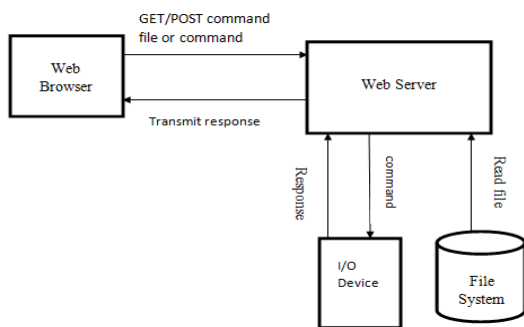 GET/POST command
file or command
Web
Browser
Web Server
Transmit response
Response
command
Read file
I/O
Device
File
System